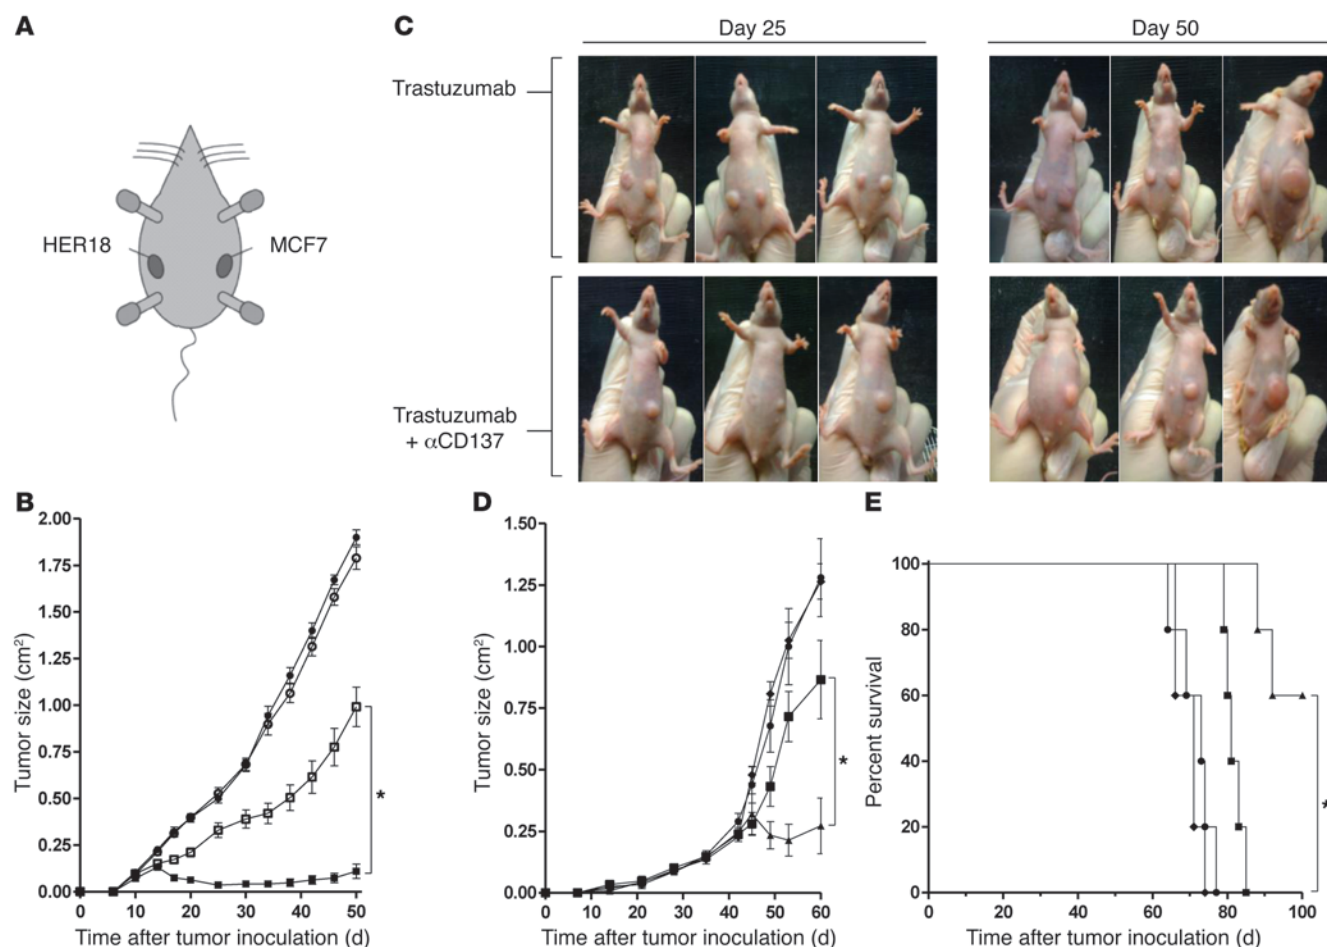 A
HER18
MCF7
C
Day 25
Day 50
Trastuzumab
Trastuzumab
+ αCD137
B
2.00
1.75
1.50
1.25
1.00
0.75
0.50
0.25
0.00
Tumor size (cm²)
0 10 20 30 40 50
Time after tumor inoculation (d)
*
D
1.50
1.25
1.00
0.75
0.50
0.25
0.00
Tumor size (cm²)
0 10 20 30 40 50 60
Time after tumor inoculation (d)
*
E
100
80
60
40
20
0
Percent survival
0 20 40 60 80 100
Time after tumor inoculation (d)
*